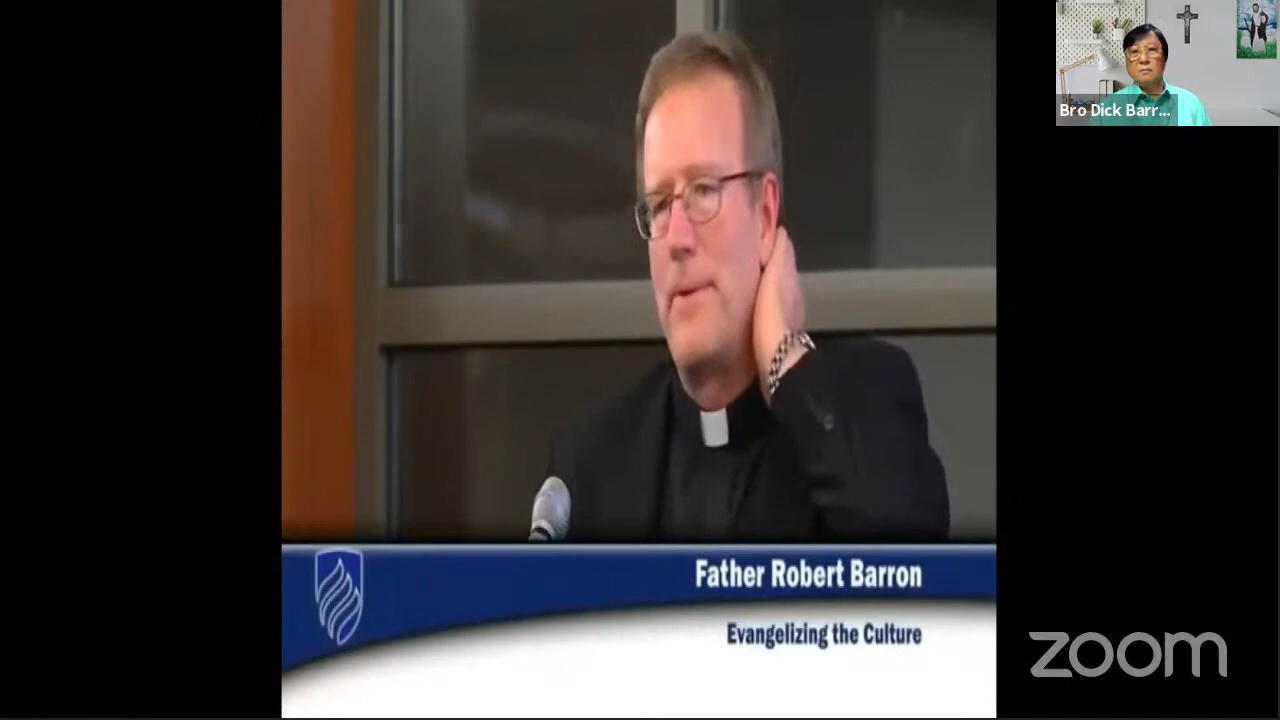 Bro Dick Barr...
Father Robert Barron
Evangelizing the Culture
zoom